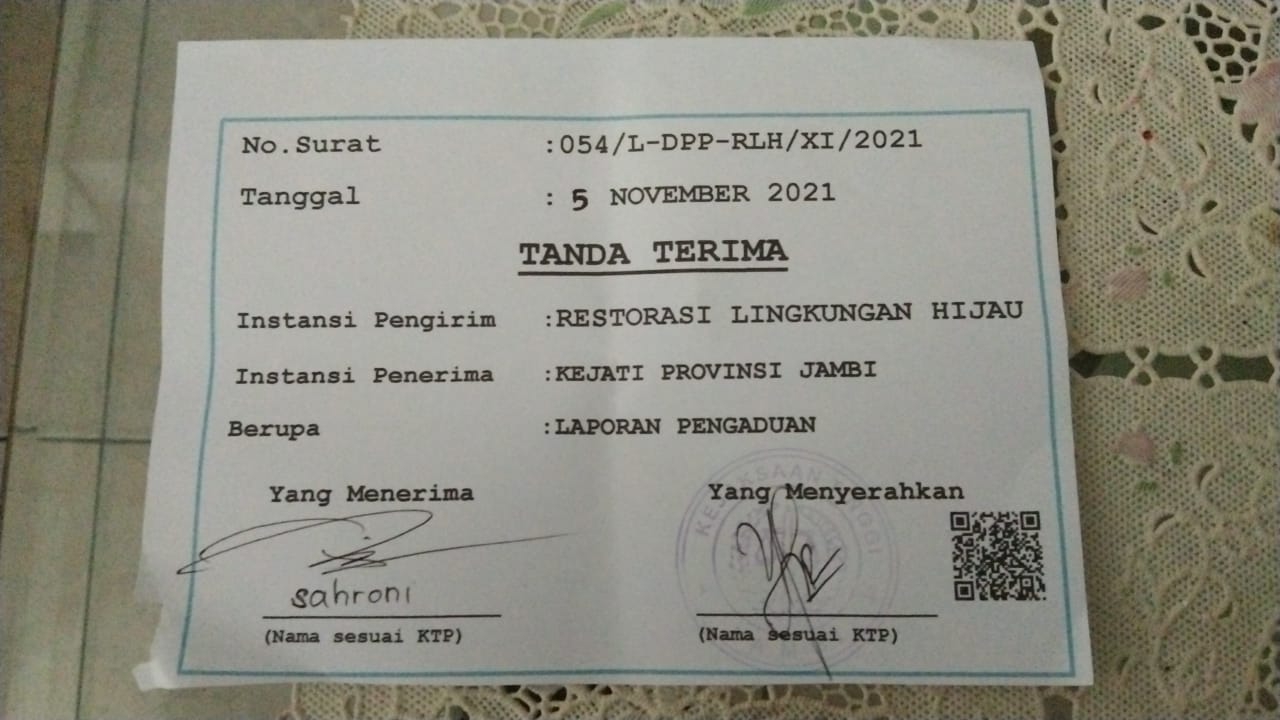 No.Surat :054/L-DPP-RLH/XI/2021
Tanggal : 5 NOVEMBER 2021
TANDA TERIMA
Instansi Pengirim :RESTORASI LINGKUNGAN HIJAU
Instansi Penerima :KEJATI PROVINSI JAMBI
Berupa :LAPORAN PENGADUAN
Yang Menerima Yang Menyerahkan
sahroni
(Nama sesuai KTP) (Nama sesuai KTP)